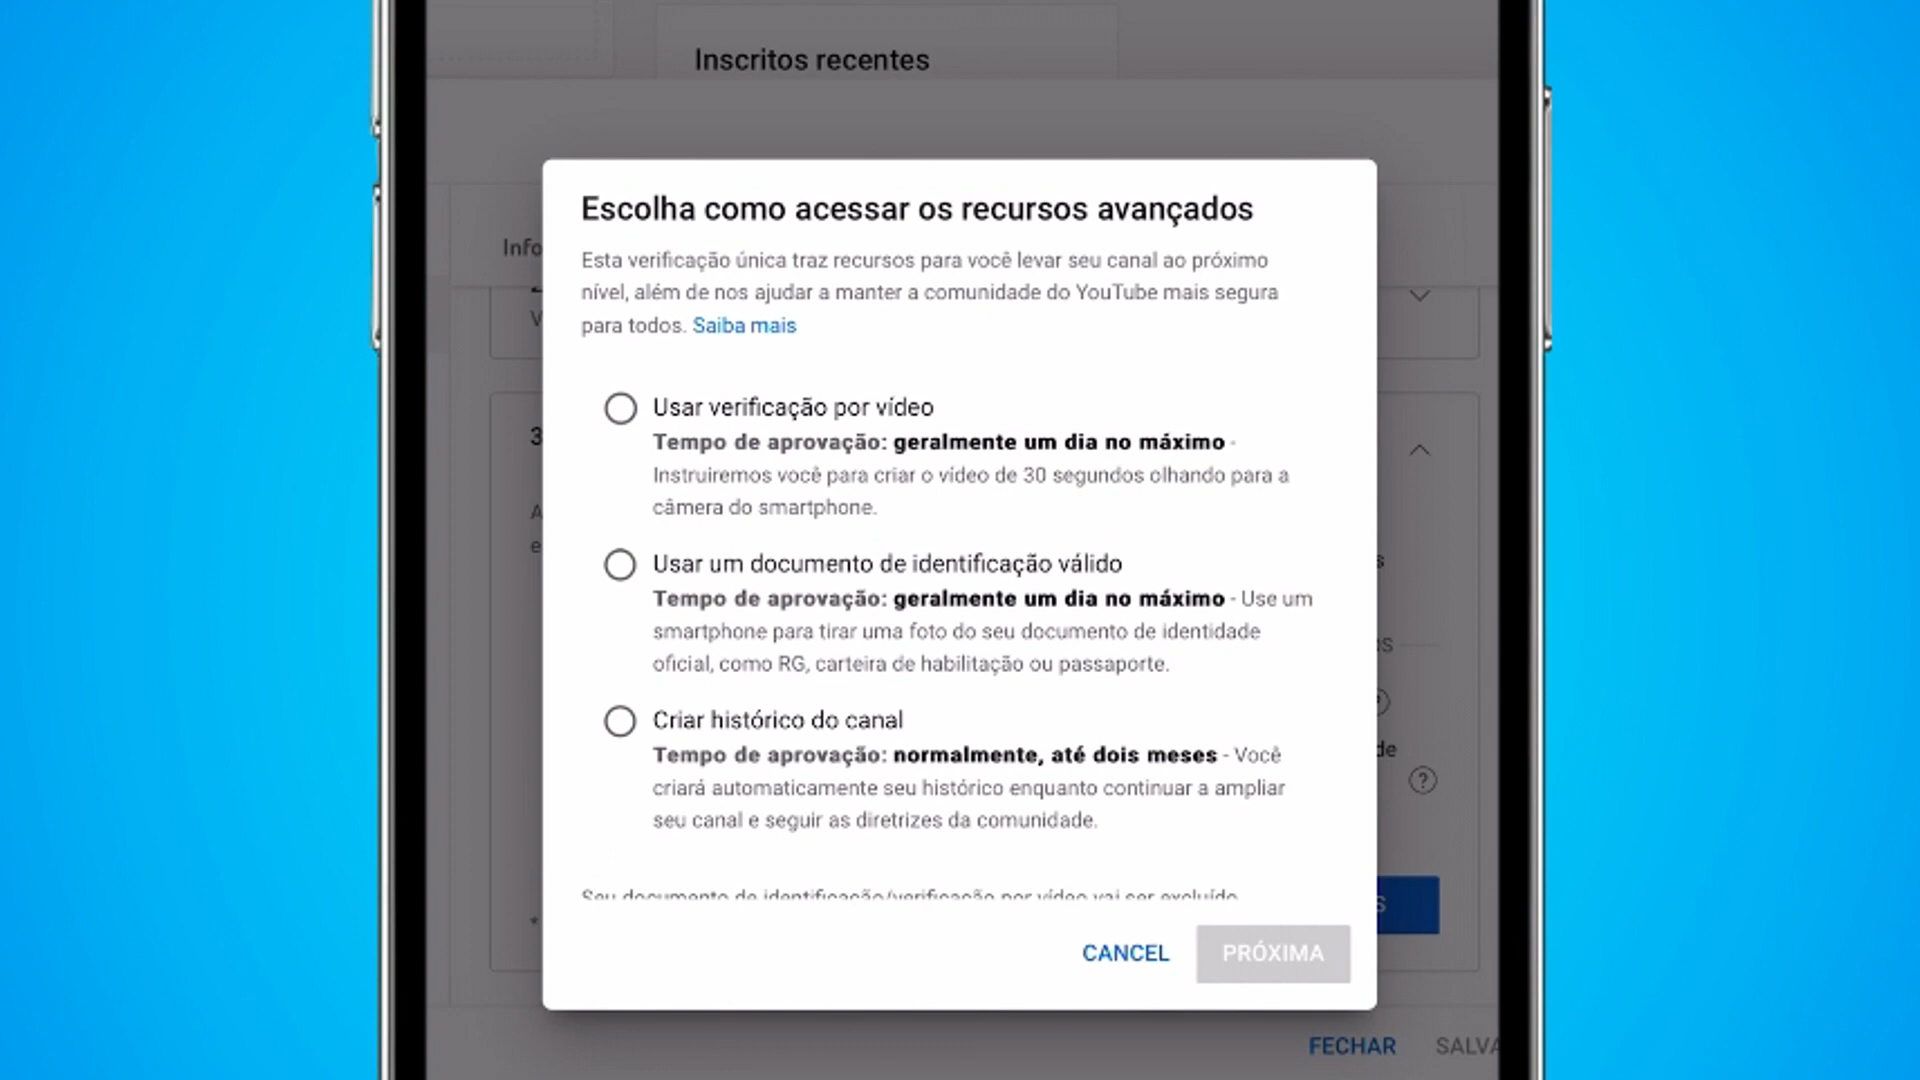 Inscritos recentes
Escolha como acessar os recursos avançados
Info
Esta verificação única traz recursos para você levar seu canal ao próximo
nível, além de nos ajudar a manter a comunidade do YouTube mais segura
para todos. Saiba mais
V
Usar verificação por vídeo
3
Tempo de aprovação: geralmente um dia no máximo -
Instruiremos você para criar o vídeo de 30 segundos olhando para a
câmera do smartphone.
A
e
Usar um documento de identificação válido
s
Tempo de aprovação: geralmente um dia no máximo - Use um
smartphone para tirar uma foto do seu documento de identidade
os
oficial, como RG, carteira de habilitação ou passaporte.
Criar histórico do canal
Tempo de aprovação: normalmente, até dois meses - Você
de
criará automaticamente seu histórico enquanto continuar a ampliar
?
seu canal e seguir as diretrizes da comunidade.
Seu documento de identificação/verificação por vídeo vai ser excluído
S
*
CANCEL
PRÓXIMA
FECHAR
SALVA